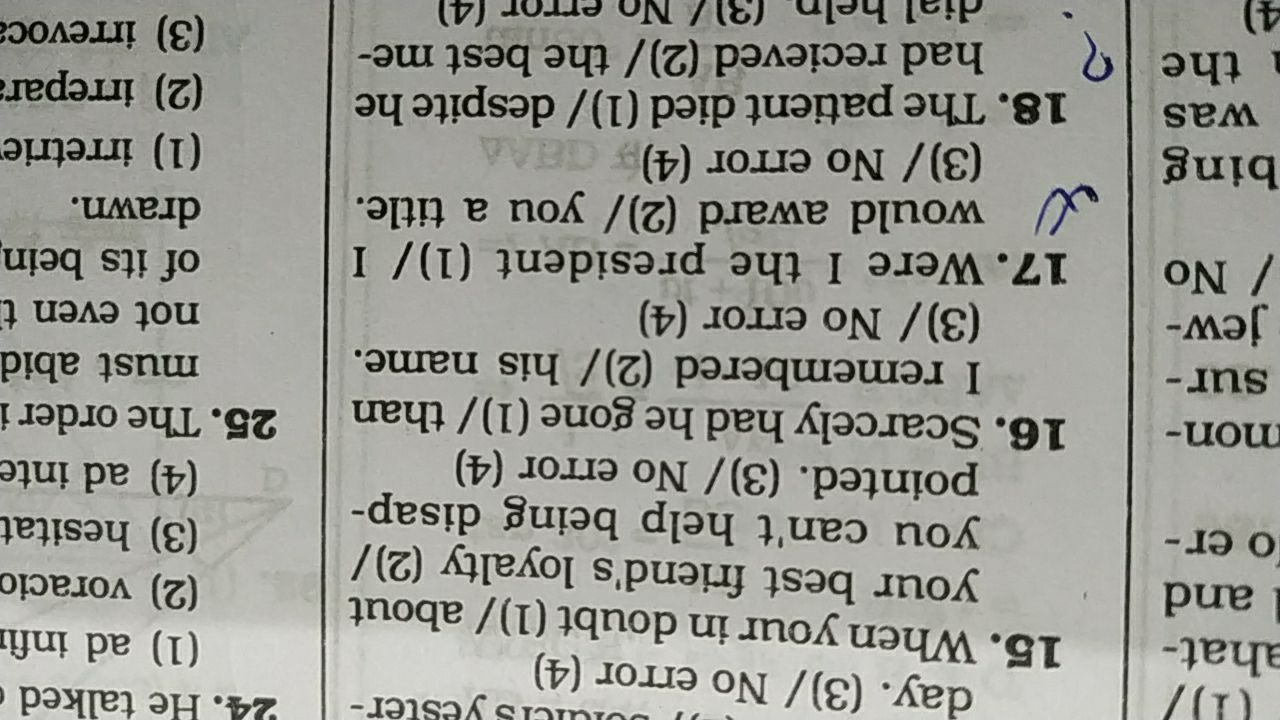 (1)/
ahat-
and
o er-
mon-
sur-
jew-
/ No
bing
was
the
4)
yester-
day. (3)/ No error (4)
15. When your in doubt (1)/ about
your best friend's loyalty (2)/
you can't help being disap-
pointed. (3)/ No error (4)
16. Scarcely had he gone (1)/ than
I remembered (2)/ his name.
(3)/ No error (4)
17. Were I the president (1)/ I
would award (2)/ you a title.
(3)/ No error (4)
18. The patient died (1)/ despite he
had recieved (2)/ the best me-
dial help. (3)/ No error (4)
24. He talked
(1) ad infi
(2) voracio
(3) hesitat
(4) ad inte
25. The order i
must abid
not even t
of its being
drawn.
(1) irretrie
(2) irrepara
(3) irrevoca